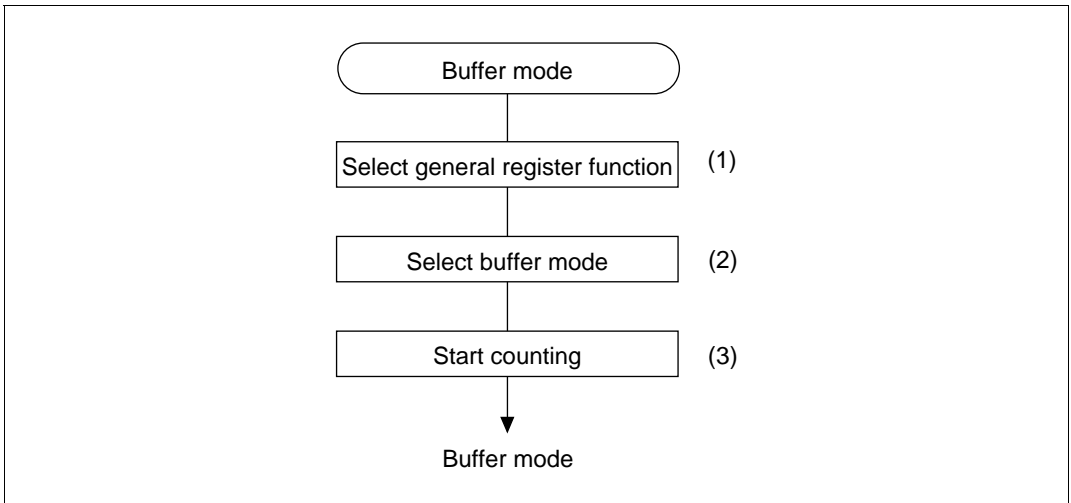 Buffer mode
Select general register function (1)
Select buffer mode (2)
Start counting (3)
Buffer mode